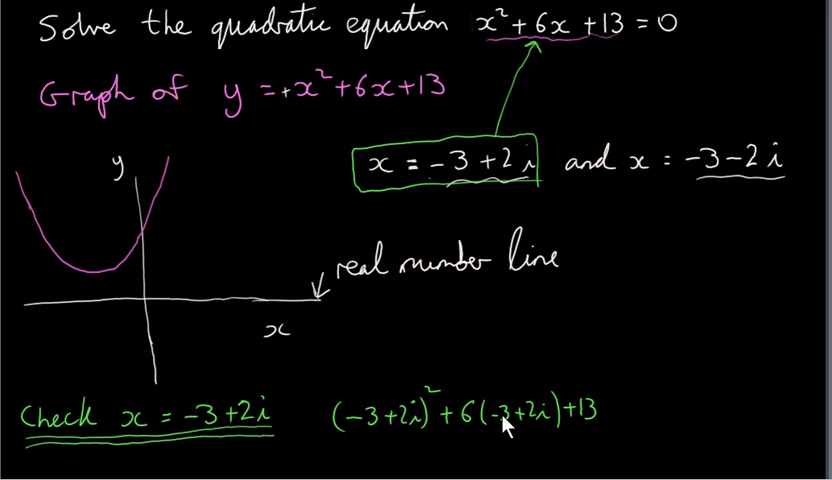 Solve the quadratic equation x² + 6x + 13 = 0
Graph of y = +x² + 6x + 13
x = -3 + 2i and x = -3 - 2i
y
real number line
x
Check x = -3 + 2i (-3 + 2i)² + 6(-3 + 2i) + 13